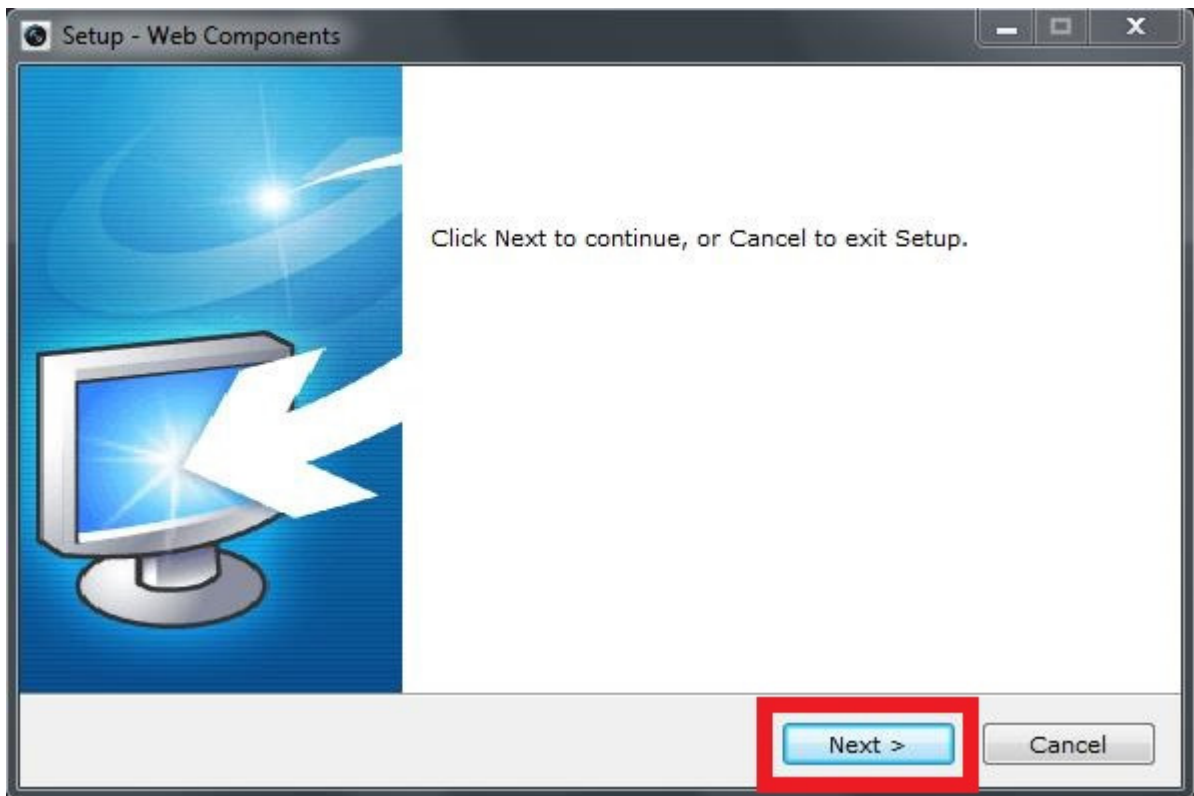 Setup - Web Components
Click Next to continue, or Cancel to exit Setup.
Next >
Cancel